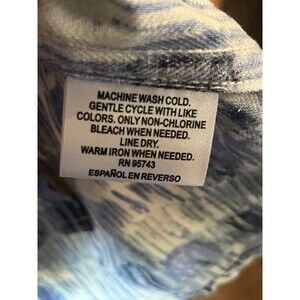 MACHINE WASH COLD.
GENTLE CYCLE WITH LIKE
COLORS. ONLY NON-CHLORINE
BLEACH WHEN NEEDED.
LINE DRY.
WARM IRON WHEN NEEDED.
RN 95743
ESPAÑOL EN REVERSO